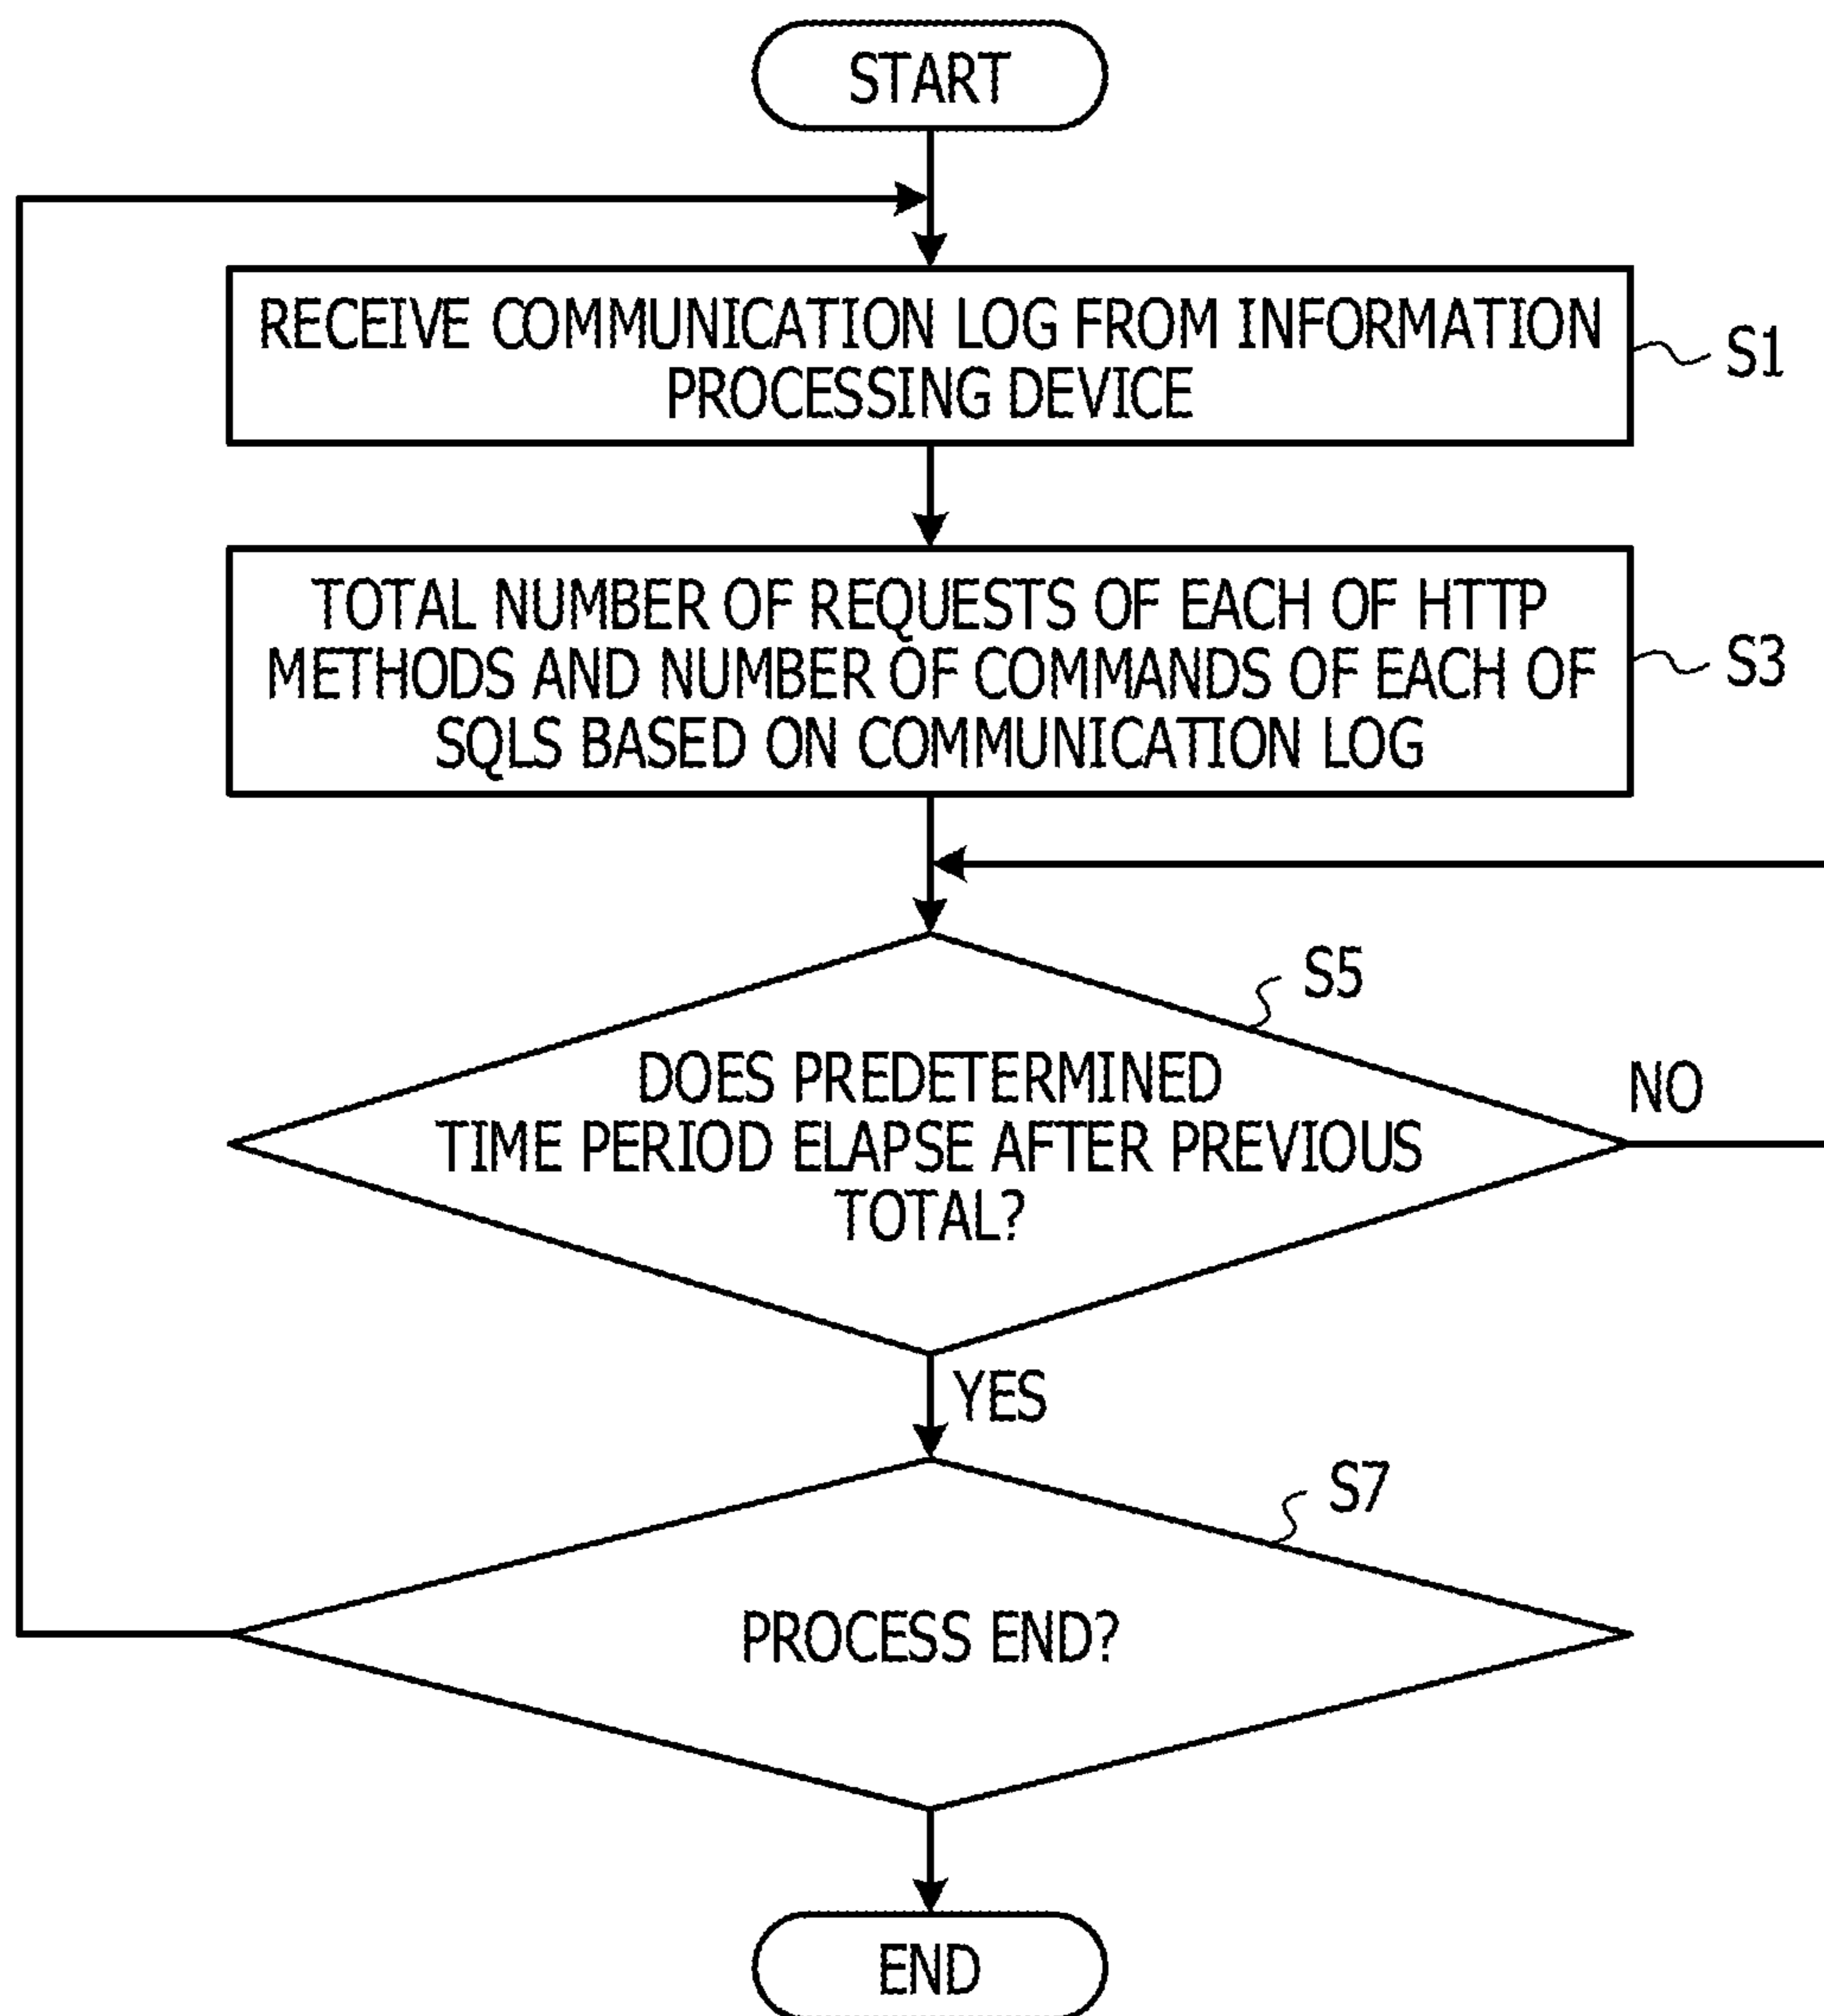 START
RECEIVE COMMUNICATION LOG FROM INFORMATION
PROCESSING DEVICE
S1
TOTAL NUMBER OF REQUESTS OF EACH OF HTTP
METHODS AND NUMBER OF COMMANDS OF EACH OF
SQLS BASED ON COMMUNICATION LOG
S3
S5
DOES PREDETERMINED
TIME PERIOD ELAPSE AFTER PREVIOUS
TOTAL?
NO
YES
S7
PROCESS END?
END